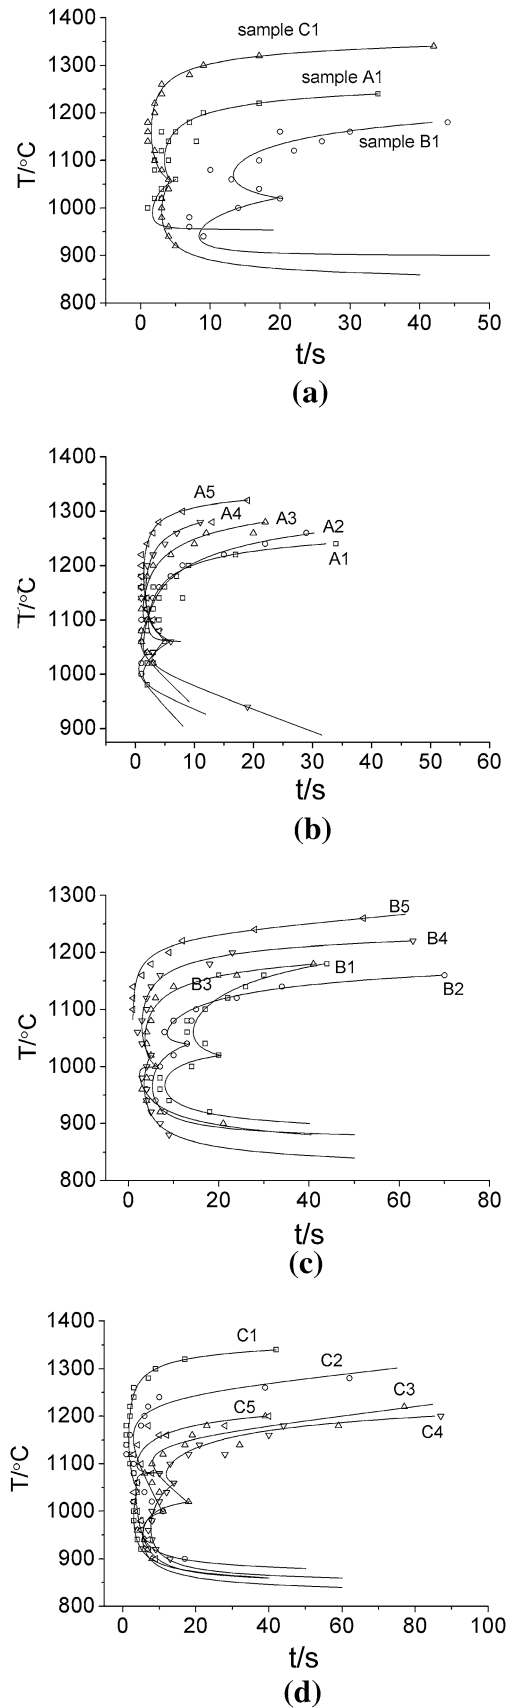 1400
1300
1200
1100
1000
900
800
T/°C
sample C1
sample A1
sample B1
0 10 20 30 40 50
t/s
(a)
1400
1300
1200
1100
1000
900
T/°C
A5
A4
A3
A2
A1
0 10 20 30 40 50 60
t/s
(b)
1300
1200
1100
1000
900
800
T/°C
B5
B4
B3
B1
B2
0 20 40 60 80
t/s
(c)
1400
1300
1200
1100
1000
900
800
T/°C
C1
C2
C3
C5
C4
0 20 40 60 80 100
t/s
(d)